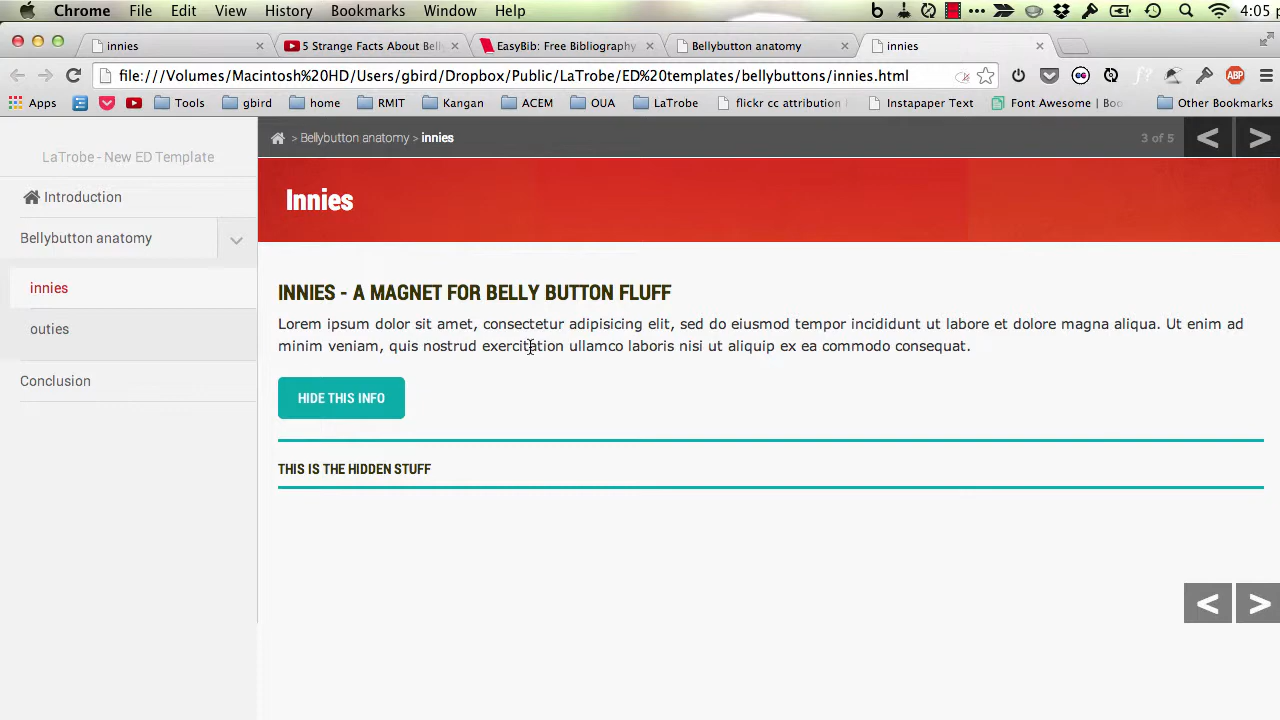 Chrome File Edit View History Bookmarks Window Help 4:05
innies 5 Strange Facts About Bell EasyBib: Free Bibliography Bellybutton anatomy innies
file:///Volumes/Macintosh%20HD/Users/gbird/Dropbox/Public/LaTrobe/ED%20templates/bellybuttons/innies.html ABP
Apps Tools gbird home RMIT Kangan ACEM OUA LaTrobe flickr cc attribution Instapaper Text Font Awesome Other Bookmarks
LaTrobe - New ED Template
Introduction
Bellybutton anatomy
innies
outies
Conclusion
> Bellybutton anatomy > innies 3 of 5 < >
Innies
INNIES - A MAGNET FOR BELLY BUTTON FLUFF
Lorem ipsum dolor sit amet, consectetur adipisicing elit, sed do eiusmod tempor incididunt ut labore et dolore magna aliqua. Ut enim ad
minim veniam, quis nostrud exercitation ullamco laboris nisi ut aliquip ex ea commodo consequat.
HIDE THIS INFO
THIS IS THE HIDDEN STUFF
< >